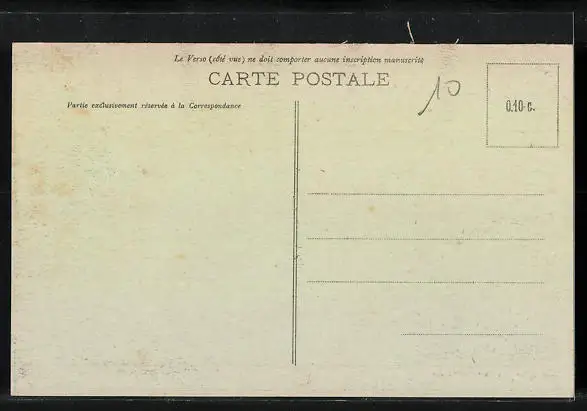 Le Verso (côté vue) ne doit comporter aucune inscription manuscrite
CARTE POSTALE
10
0.10 c.
Partie exclusivement réservée à la Correspondance